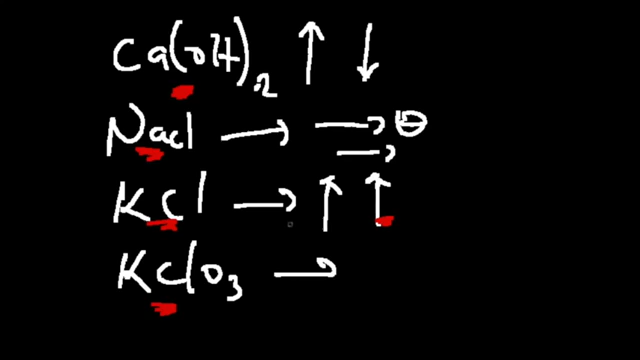 Ca(OH)₂ ↑ ↓
NaCl → → ⊖ →
KCl → ↑ ↑
KClO₃ →